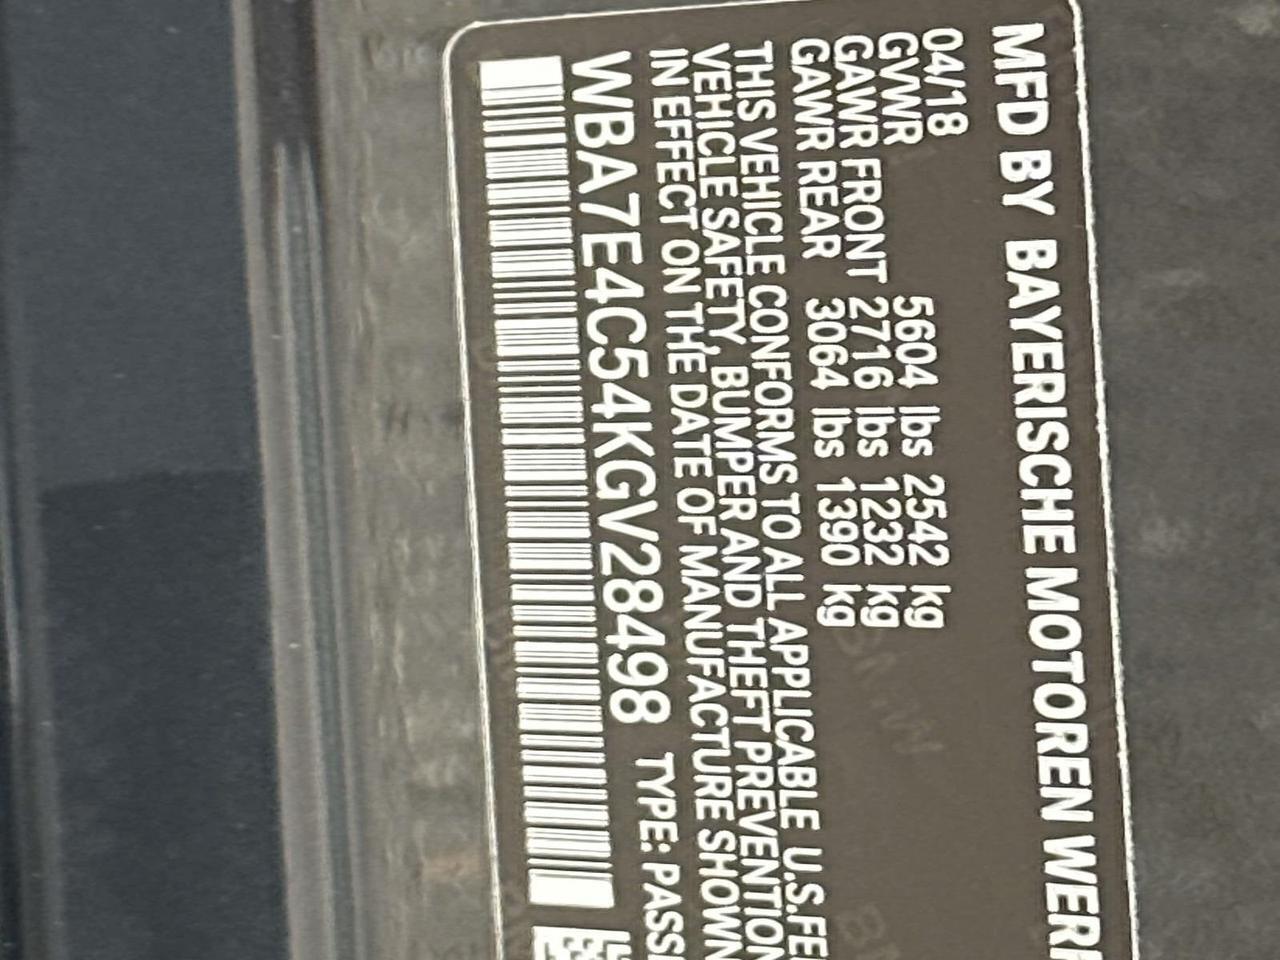 MFD BY BAYERISCHE MOTOREN WER
04/18
GVWR 5604 lbs 2542 kg
GAWR FRONT 2716 lbs 1232 kg
GAWR REAR 3064 lbs 1390 kg
THIS VEHICLE CONFORMS TO ALL APPLICABLE U.S.FE
VEHICLE SAFETY, BUMPER AND THEFT PREVENTION
IN EFFECT ON THE DATE OF MANUFACTURE SHOWN
WBA7E4C54KGV28498 TYPE: PASS